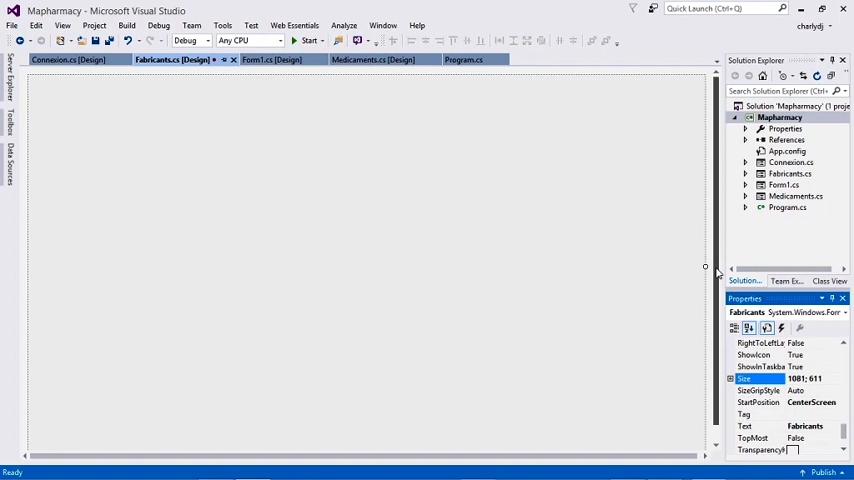 Mapharmacy - Microsoft Visual Studio
Quick Launch (Ctrl+Q)
File Edit View Project Build Debug Team Tools Test Web Essentials Analyze Window Help
charlydj
Debug Any CPU Start
Connexion.cs [Design] Fabricants.cs [Design] Form1.cs [Design] Medicaments.cs [Design] Program.cs
Server Explorer
Toolbox
Data Sources
Solution Explorer
Search Solution Explorer (Ctrl+
Solution 'Mapharmacy' (1 proje
Mapharmacy
Properties
References
App.config
Connexion.cs
Fabricants.cs
Form1.cs
Medicaments.cs
Program.cs
Solution... Team Ex... Class View
Properties
Fabricants System.Windows.Forr
RightToLeftLa False
ShowIcon True
ShowInTaskba True
Size 1081; 611
SizeGripStyle Auto
StartPosition CenterScreen
Tag
Text Fabricants
TopMost False
TransparencyK
Ready
Publish